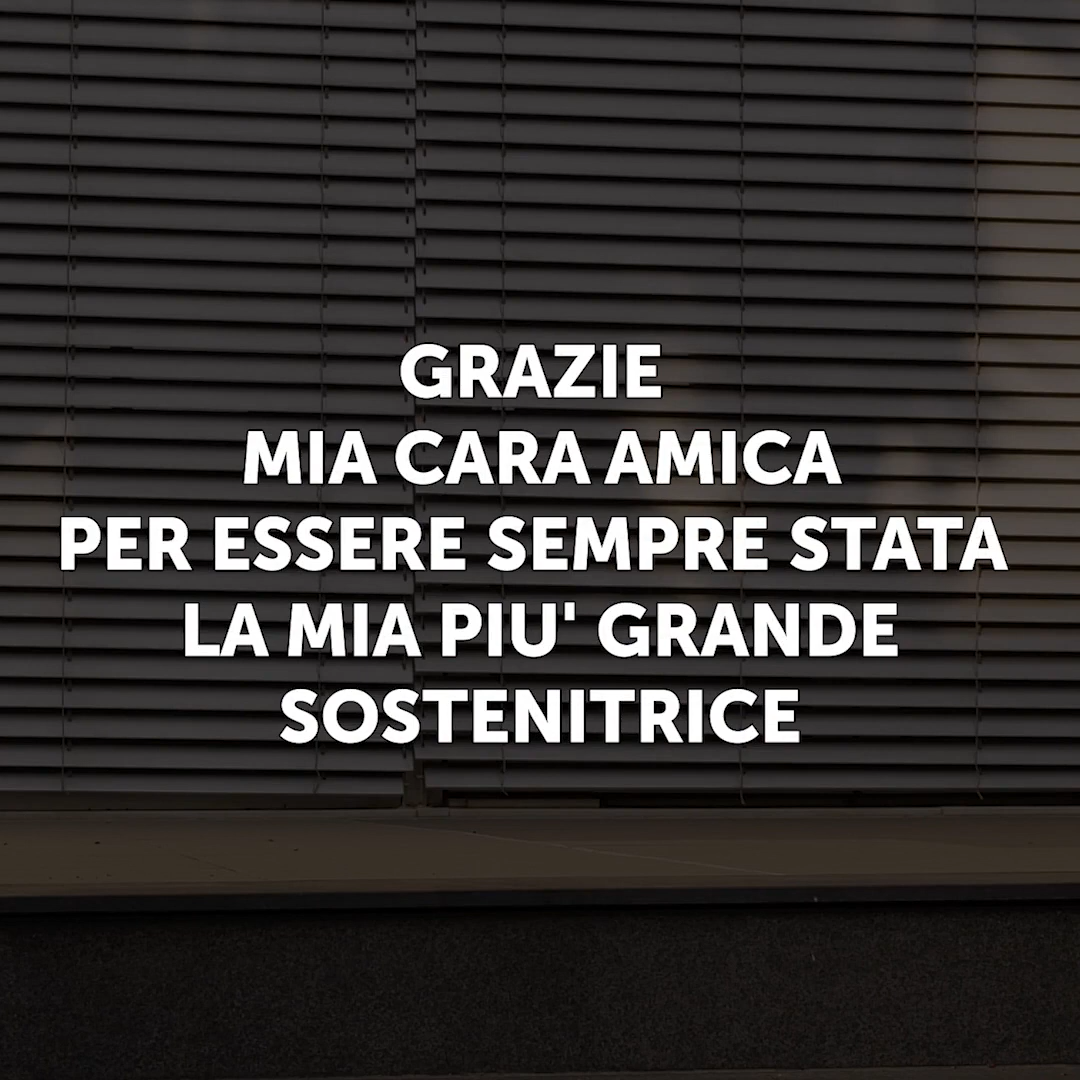 GRAZIE
MIA CARA AMICA
PER ESSERE SEMPRE STATA
LA MIA PIU' GRANDE
SOSTENITRICE